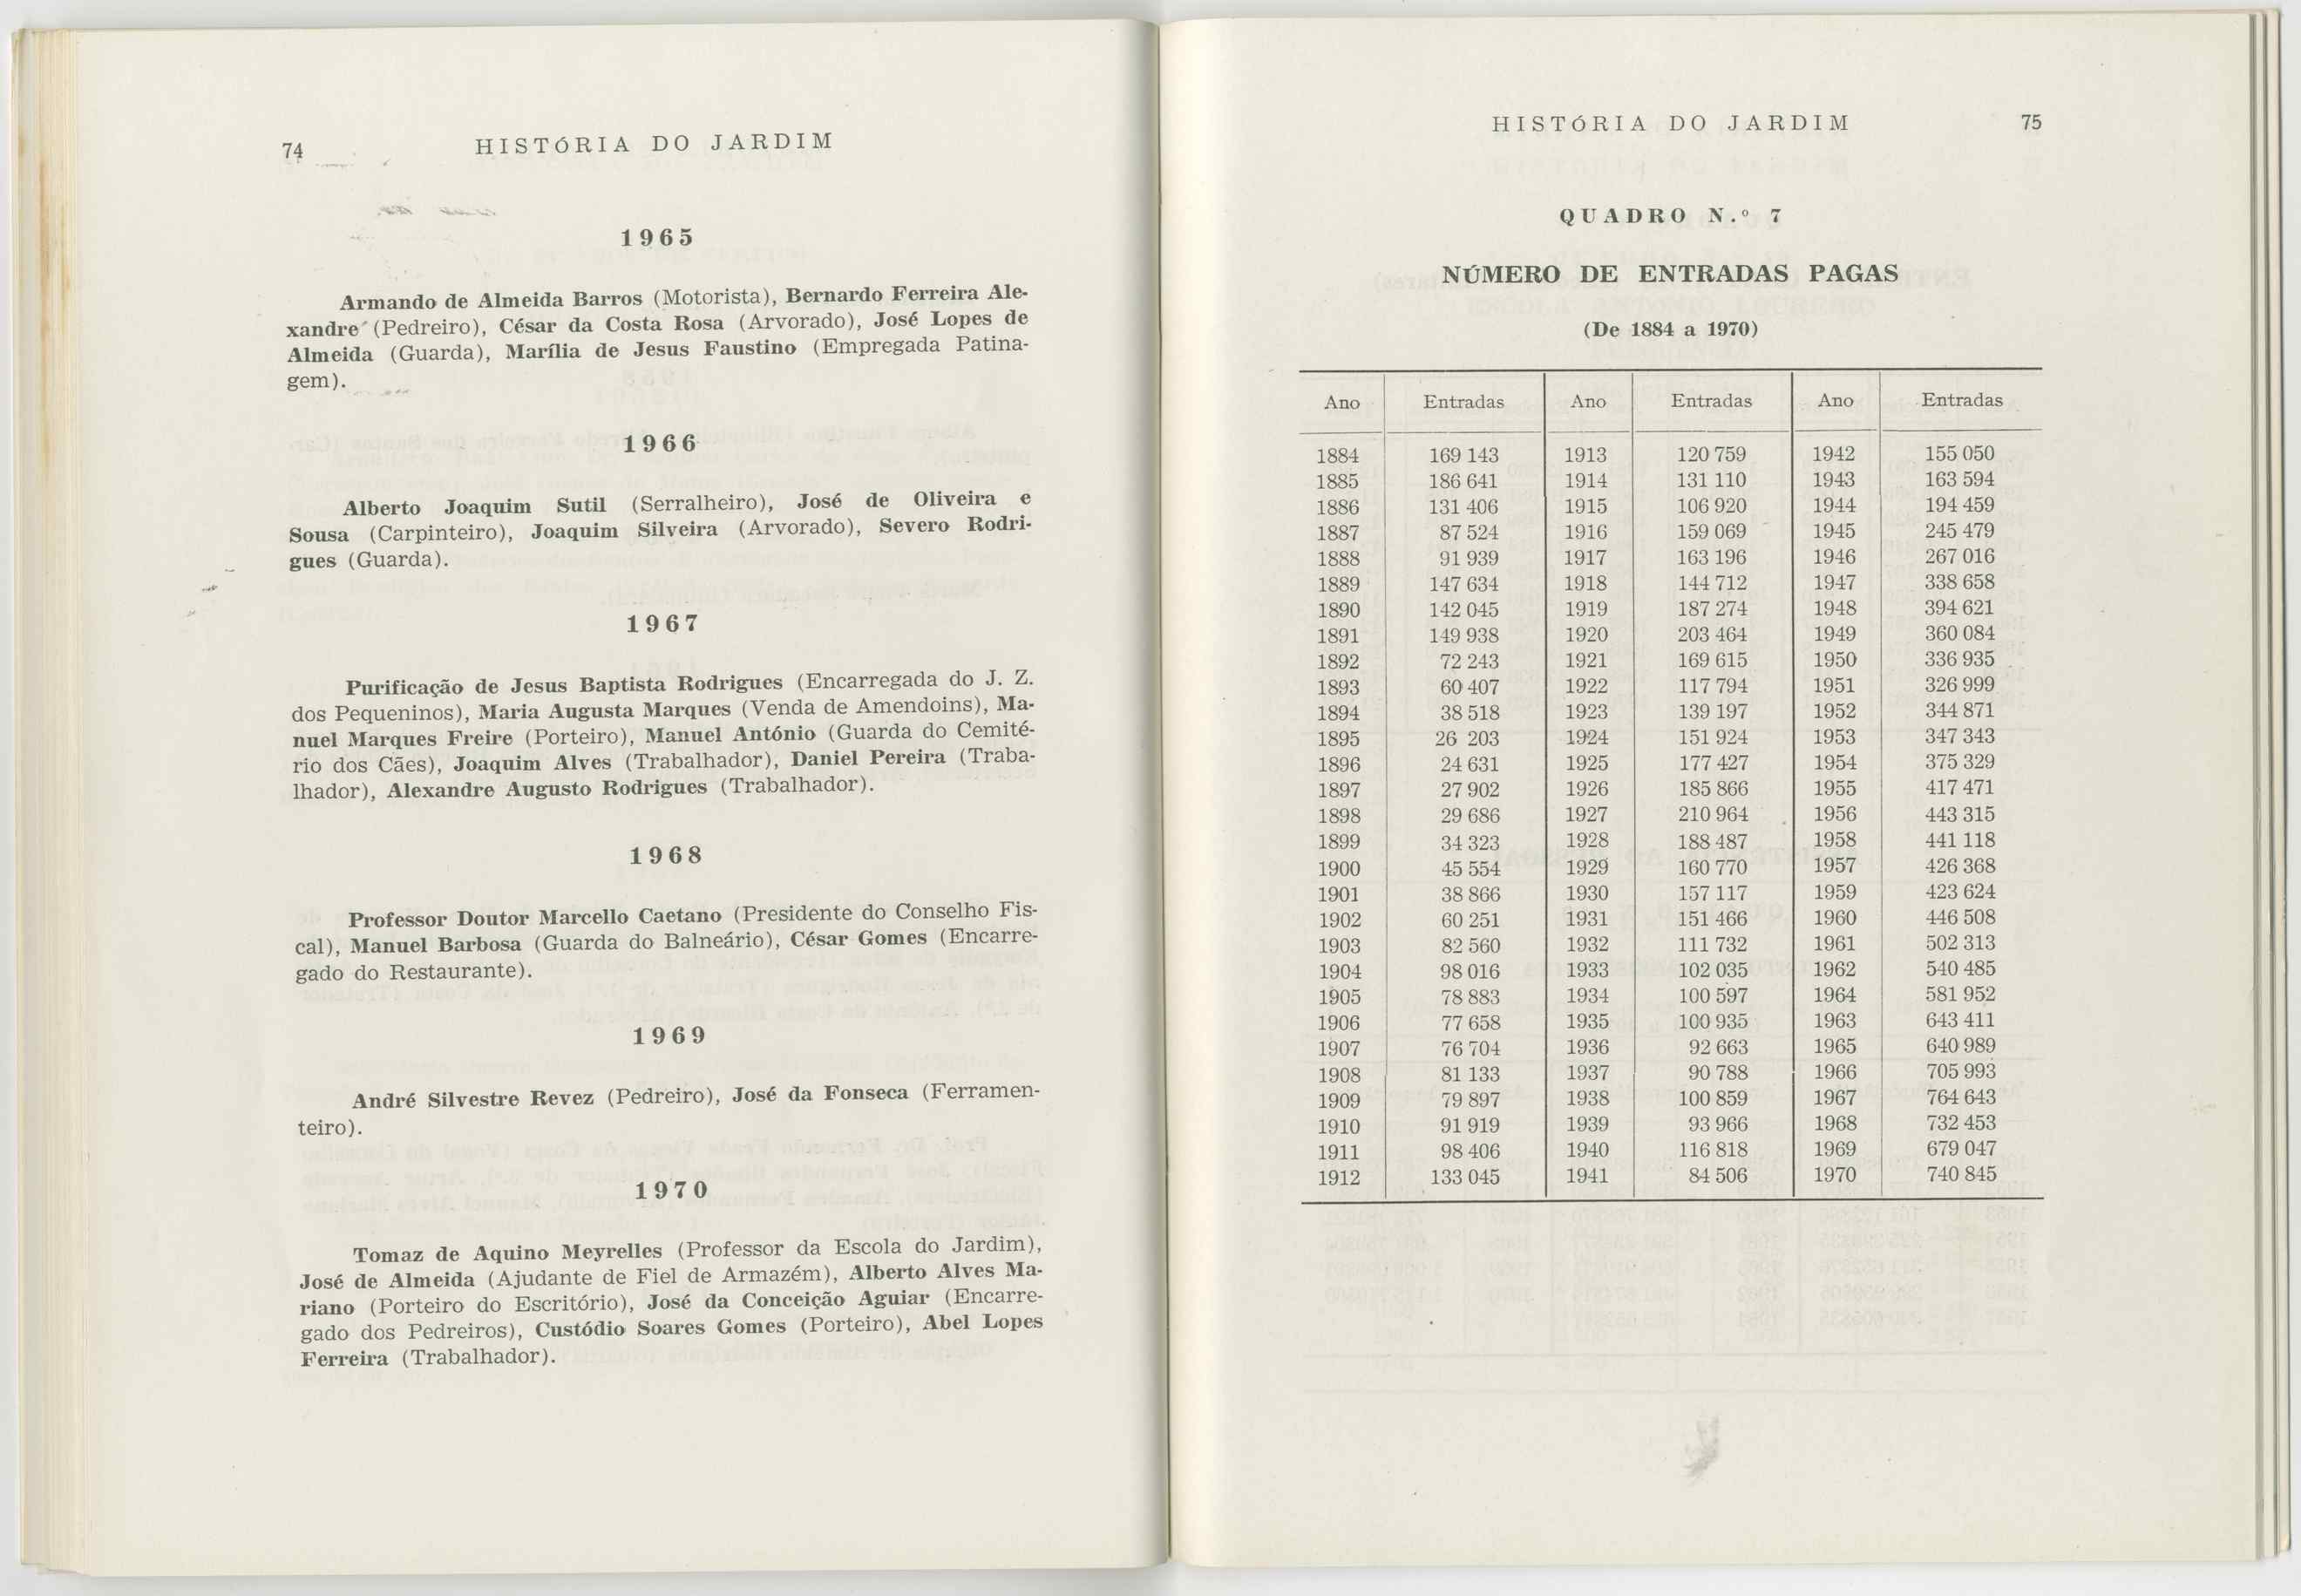 74 HISTÓRIA DO JARDIM
1965
Armando de Almeida Barros (Motorista), Bernardo Ferreira Ale-
xandre (Pedreiro), César da Costa Rosa (Arvorado), José Lopes de
Almeida (Guarda), Marília de Jesus Faustino (Empregada Patina-
gem).
1966
Alberto Joaquim Sutil (Serralheiro), José de Oliveira e
Sousa (Carpinteiro), Joaquim Silveira (Arvorado), Severo Rodri-
gues (Guarda).
1967
Purificação de Jesus Baptista Rodrigues (Encarregada do J. Z.
dos Pequeninos), Maria Augusta Marques (Venda de Amendoins), Ma-
nuel Marques Freire (Porteiro), Manuel António (Guarda do Cemité-
rio dos Cães), Joaquim Alves (Trabalhador), Daniel Pereira (Traba-
lhador), Alexandre Augusto Rodrigues (Trabalhador).
1968
Professor Doutor Marcello Caetano (Presidente do Conselho Fis-
cal), Manuel Barbosa (Guarda do Balneário), César Gomes (Encarre-
gado do Restaurante).
1969
André Silvestre Revez (Pedreiro), José da Fonseca (Ferramen-
teiro).
1970
Tomaz de Aquino Meyrelles (Professor da Escola do Jardim),
José de Almeida (Ajudante de Fiel de Armazém), Alberto Alves Ma-
riano (Porteiro do Escritório), José da Conceição Aguiar (Encarre-
gado dos Pedreiros), Custódio Soares Gomes (Porteiro), Abel Lopes
Ferreira (Trabalhador).
HISTÓRIA DO JARDIM 75
QUADRO N.º 7
NÚMERO DE ENTRADAS PAGAS
(De 1884 a 1970)
Ano Entradas Ano Entradas Ano Entradas
1884 169 143 1913 120 759 1942 155 050
1885 186 641 1914 131 110 1943 163 594
1886 131 406 1915 106 920 1944 194 459
1887 87 524 1916 159 069 1945 245 479
1888 91 939 1917 163 196 1946 267 016
1889 147 634 1918 144 712 1947 338 658
1890 142 045 1919 187 274 1948 394 621
1891 149 938 1920 203 464 1949 360 084
1892 72 243 1921 169 615 1950 336 935
1893 60 407 1922 117 794 1951 326 999
1894 38 518 1923 139 197 1952 344 871
1895 26 203 1924 151 924 1953 347 343
1896 24 631 1925 177 427 1954 375 329
1897 27 902 1926 185 866 1955 417 471
1898 29 686 1927 210 964 1956 443 315
1899 34 323 1928 188 487 1958 441 118
1900 45 554 1929 160 770 1957 426 368
1901 38 866 1930 157 117 1959 423 624
1902 60 251 1931 151 466 1960 446 508
1903 82 560 1932 111 732 1961 502 313
1904 98 016 1933 102 035 1962 540 485
1905 78 883 1934 100 597 1964 581 952
1906 77 658 1935 100 935 1963 643 411
1907 76 704 1936 92 663 1965 640 989
1908 81 133 1937 90 788 1966 705 993
1909 79 897 1938 100 859 1967 764 643
1910 91 919 1939 93 966 1968 732 453
1911 98 406 1940 116 818 1969 679 047
1912 133 045 1941 84 506 1970 740 845